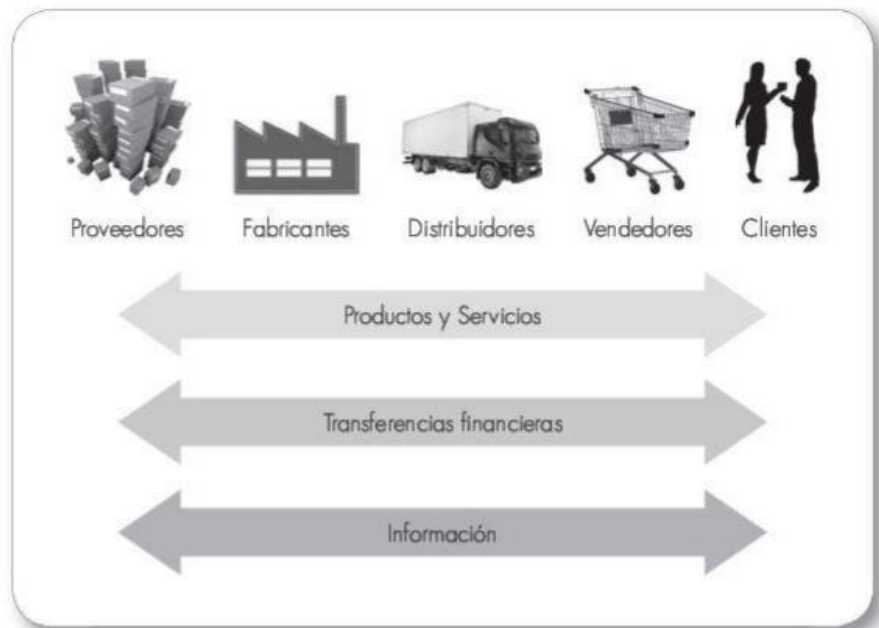 Proveedores
Fabricantes
Distribuidores
Vendedores
Clientes
Productos y Servicios
Transferencias financieras
Información